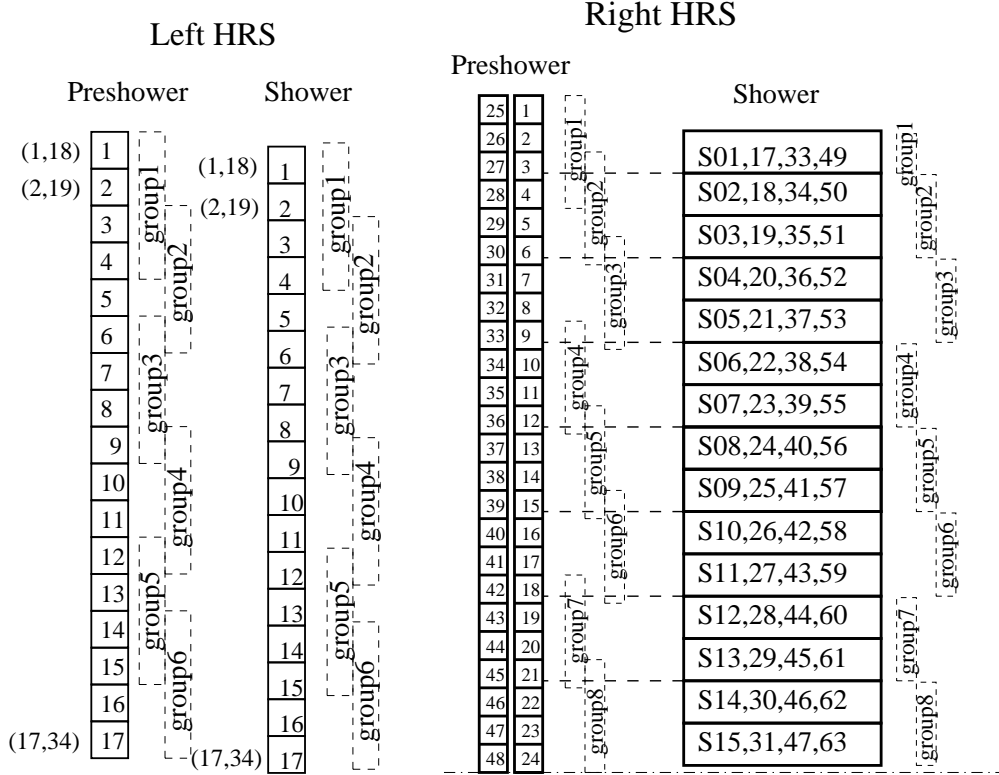 Left HRS
Preshower
Shower
(1,18)
(2,19)
(17,34)
1
2
3
4
5
6
7
8
9
10
11
12
13
14
15
16
17
group1
group2
group3
group4
group5
group6
(1,18)
(2,19)
(17,34)
1
2
3
4
5
6
7
8
9
10
11
12
13
14
15
16
17
group1
group2
group3
group4
group5
group6
Right HRS
Preshower
Shower
25 1
26 2
27 3
28 4
29 5
30 6
31 7
32 8
33 9
34 10
35 11
36 12
37 13
38 14
39 15
40 16
41 17
42 18
43 19
44 20
45 21
46 22
47 23
48 24
group1
group2
group3
group4
group5
group6
group7
group8
S01,17,33,49
S02,18,34,50
S03,19,35,51
S04,20,36,52
S05,21,37,53
S06,22,38,54
S07,23,39,55
S08,24,40,56
S09,25,41,57
S10,26,42,58
S11,27,43,59
S12,28,44,60
S13,29,45,61
S14,30,46,62
S15,31,47,63
group1
group2
group3
group4
group5
group6
group7
group8